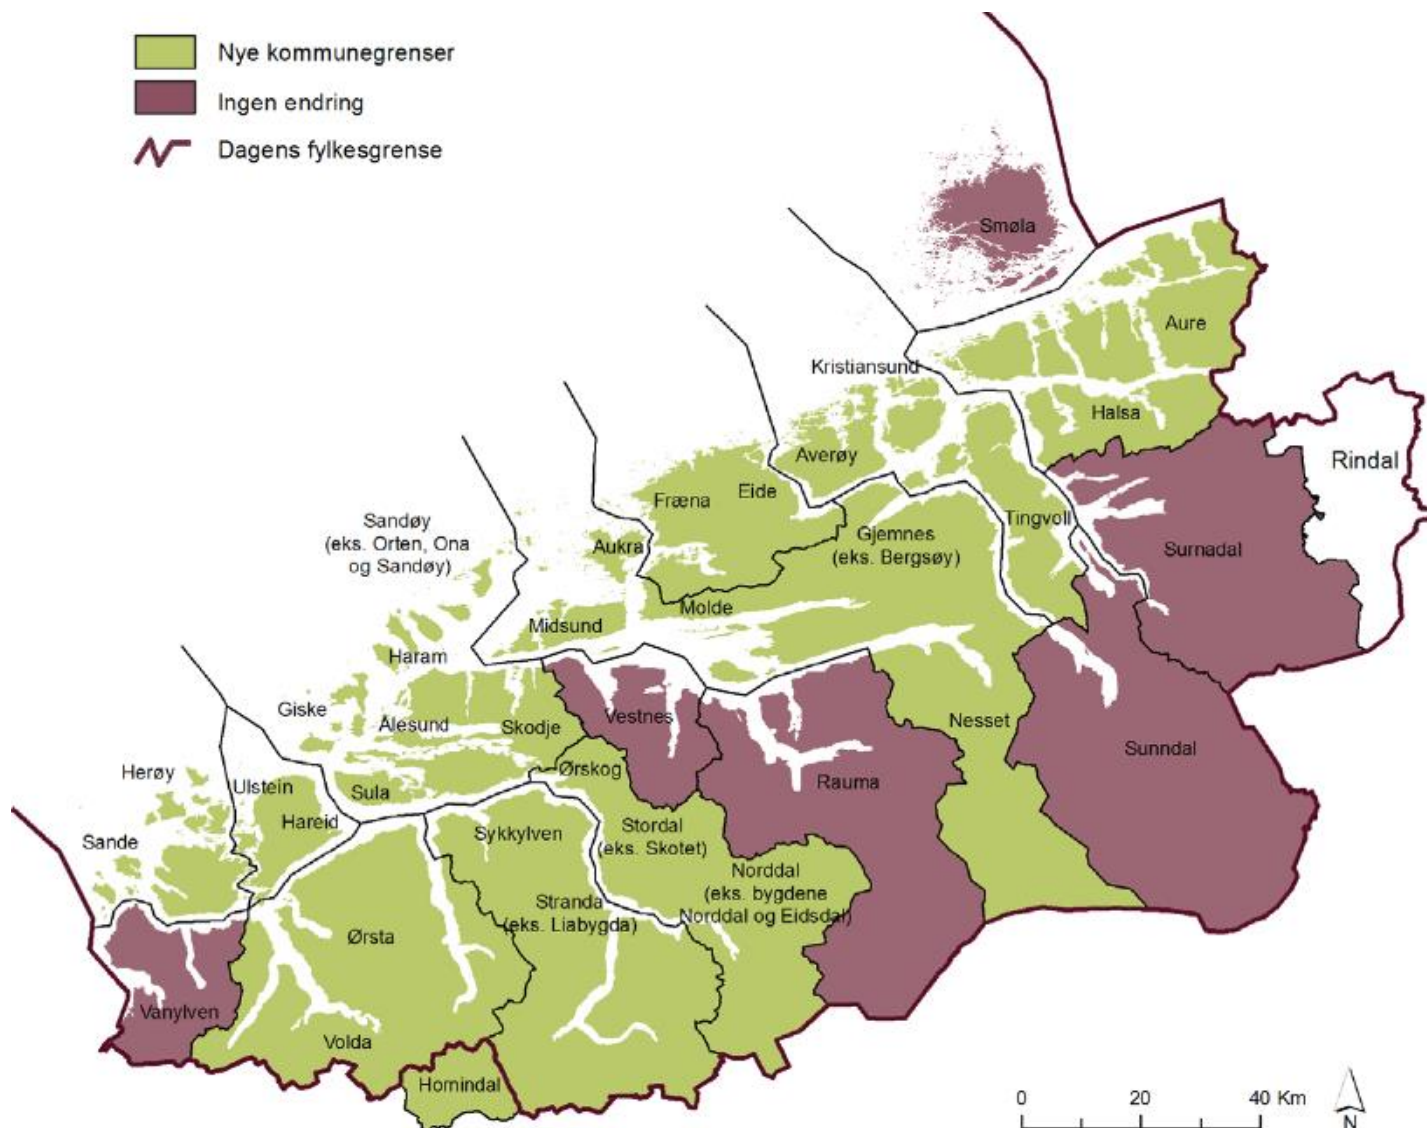 Nye kommunegrenser
Ingen endring
Dagens fylkesgrense
Smøla
Aure
Kristiansund
Halsa
Averøy
Rindal
Eide
Fræna
Sandøy
(eks. Orten, Ona
og Sandøy)
Tingvoll
Gjemnes
(eks. Bergsøy)
Aukra
Surnadal
Molde
Midsund
Haram
Giske
Ålesund
Skodje
Vestnes
Nesset
Sunndal
Herøy
Ulstein
Ørskog
Rauma
Sula
Hareid
Sande
Sykkylven
Stordal
(eks. Skotet)
Norddal
(eks. bygdene
Norddal og Eidsdal)
Stranda
(eks. Liabygda)
Ørsta
Vanylven
Volda
Hornindal
0 20 40 Km
N